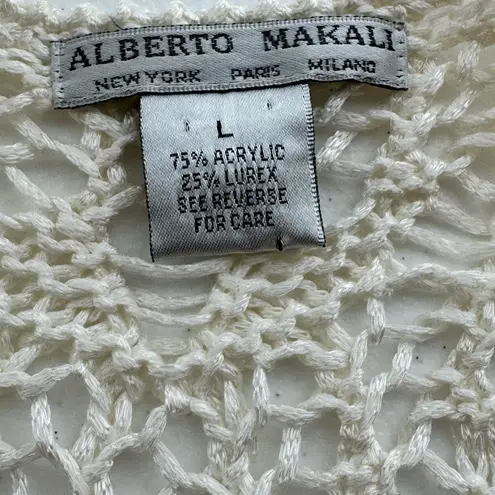 ALBERTO MAKALI
NEW YORK PARIS MILANO
L
75% ACRYLIC
25% LUREX
SEE REVERSE
FOR CARE